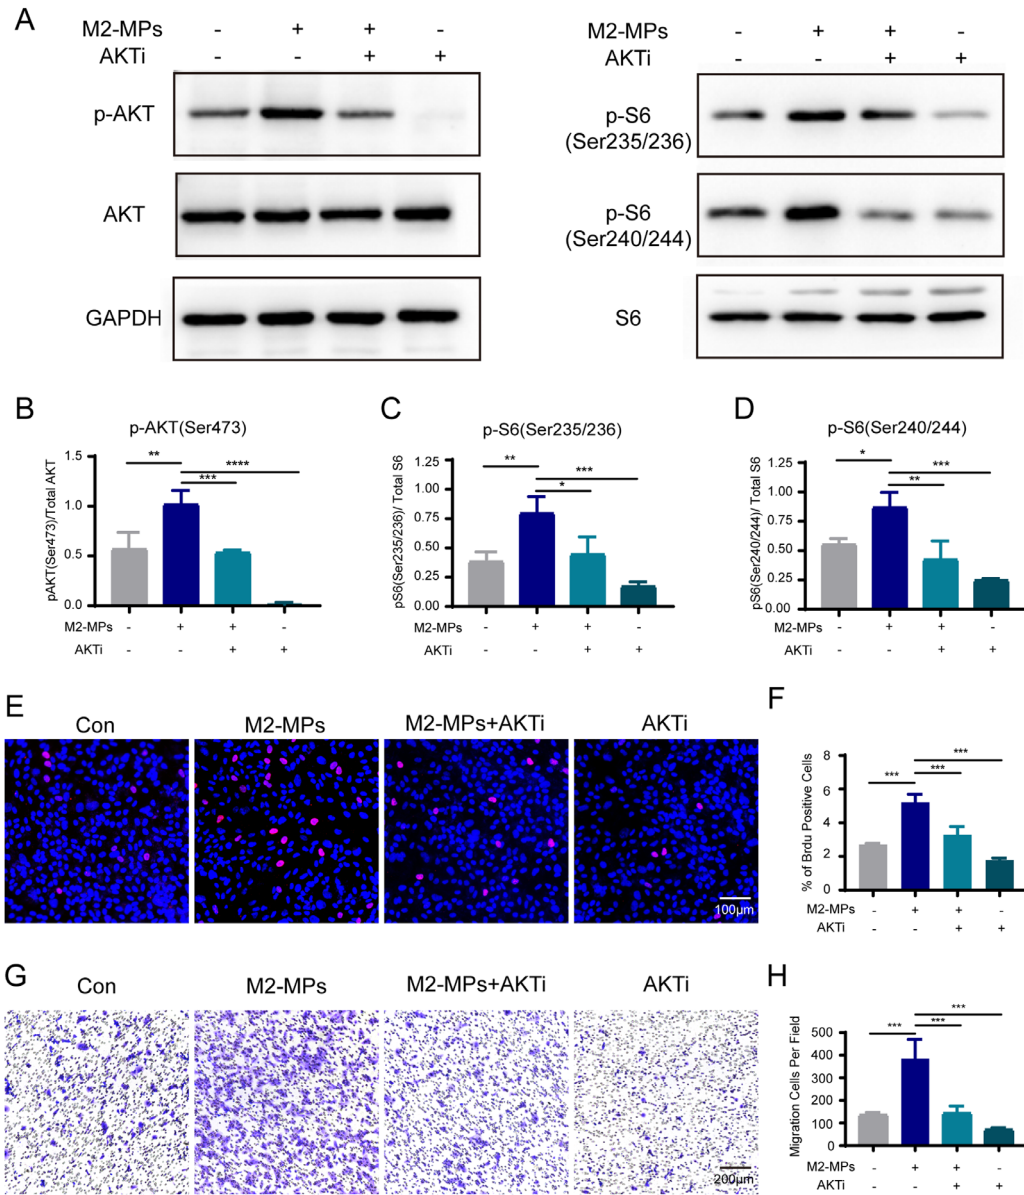 A
M2-MPs - + + -
AKTi - - + +
p-AKT
AKT
GAPDH
M2-MPs - + + -
AKTi - - + +
p-S6
(Ser235/236)
p-S6
(Ser240/244)
S6
B
p-AKT(Ser473)
pAKT(Ser473)/Total AKT
1.5
1.0
0.5
0.0
**
****
***
M2-MPs - + + -
AKTi - - + +
C
p-S6(Ser235/236)
pS6(Ser235/236)/ Total S6
1.25
1.00
0.75
0.50
0.25
0.00
**
***
*
M2-MPs - + + -
AKTi - - + +
D
p-S6(Ser240/244)
pS6(Ser240/244)/ Total S6
1.25
1.00
0.75
0.50
0.25
0.00
*
***
**
M2-MPs - + + -
AKTi - - + +
E
Con M2-MPs M2-MPs+AKTi AKTi
100μm
F
% of Brdu Positive Cells
8
6
4
2
0
***
***
***
M2-MPs - + + -
AKTi - - + +
G
Con M2-MPs M2-MPs+AKTi AKTi
200μm
H
Migration Cells Per Field
500
400
300
200
100
0
***
***
***
M2-MPs - + + -
AKTi - - + +